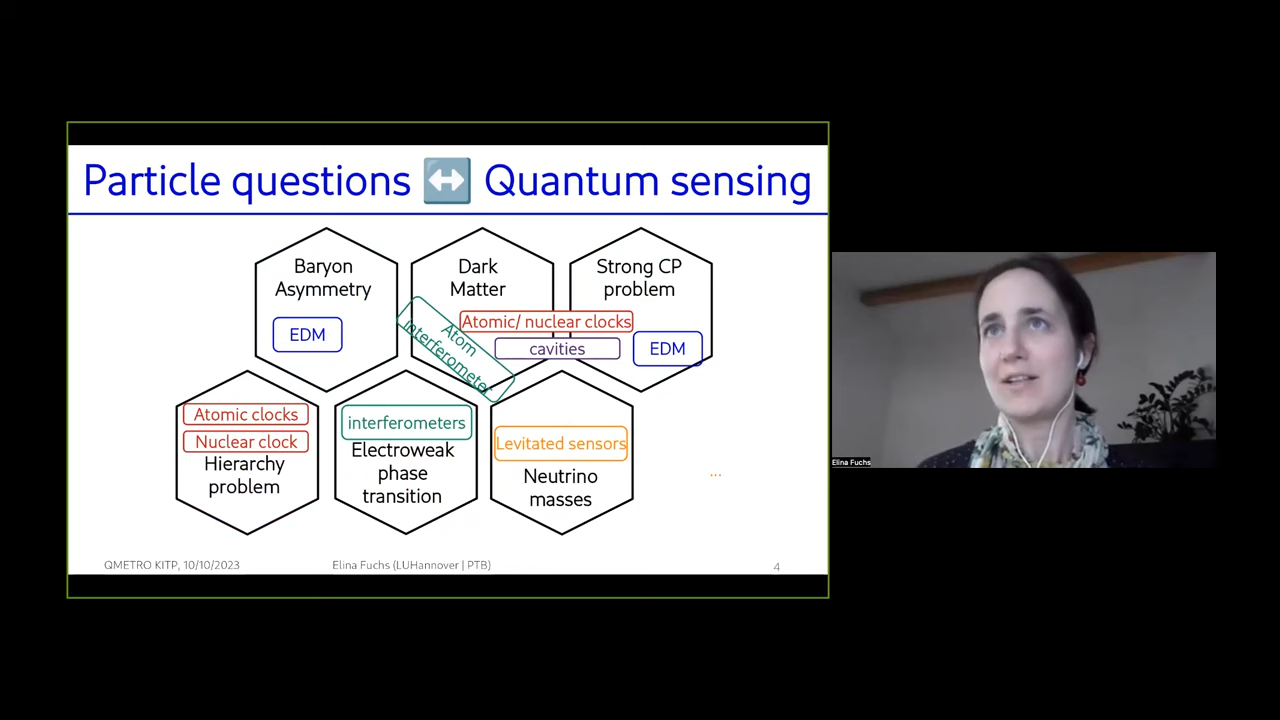 Particle questions ↔ Quantum sensing
Baryon
Asymmetry
EDM
Dark
Matter
Atom
interferometer
Strong CP
problem
Atomic/ nuclear clocks
cavities
EDM
Atomic clocks
Nuclear clock
Hierarchy
problem
interferometers
Electroweak
phase
transition
Levitated sensors
Neutrino
masses
...
QMETRO KITP, 10/10/2023
Elina Fuchs (LUHannover | PTB)
4
Elina Fuchs